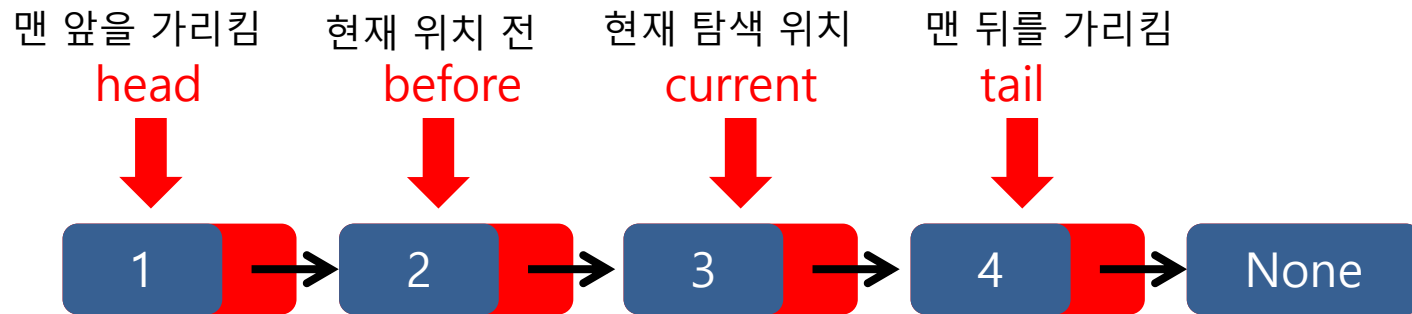 맨 앞을 가리킴 현재 위치 전 현재 탐색 위치 맨 뒤를 가리킴
head before current tail
1 2 3 4 None